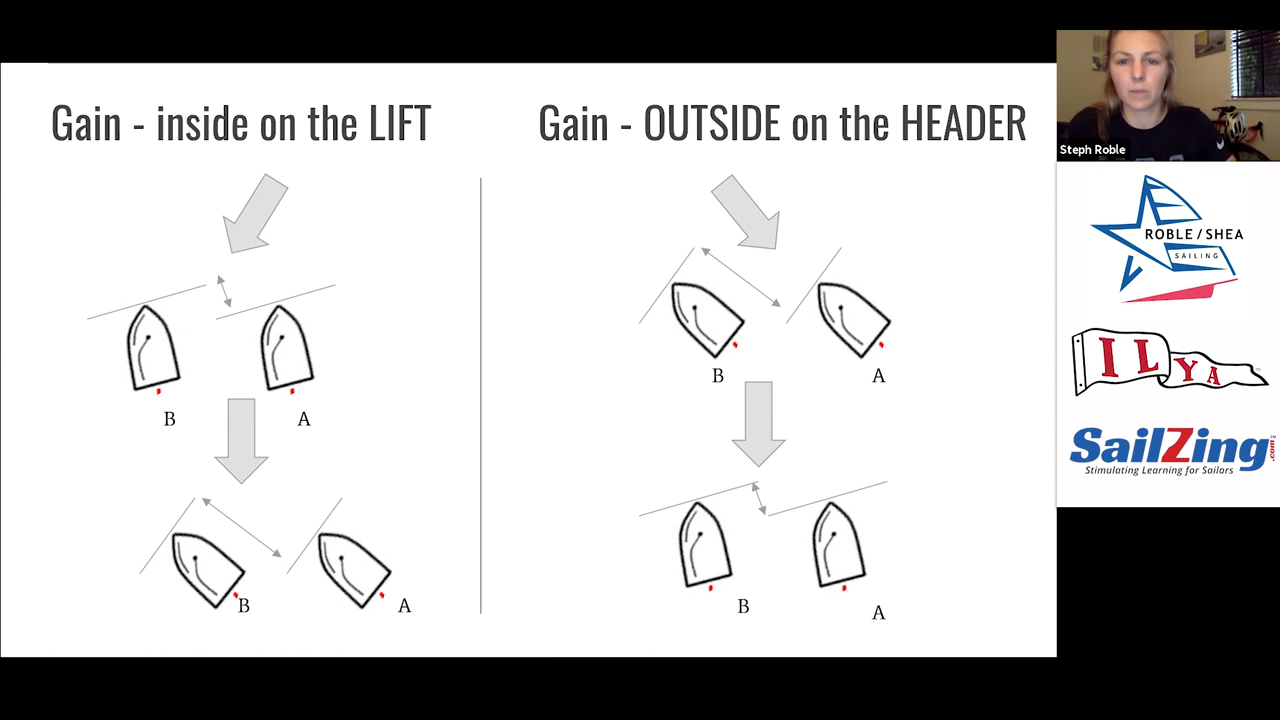 Gain - inside on the LIFT
Gain - OUTSIDE on the HEADER
B
A
B
A
B
A
B
A
Steph Roble
ROBLE / SHEA
SAILING
ILYA
SailZing.com
Stimulating Learning for Sailors